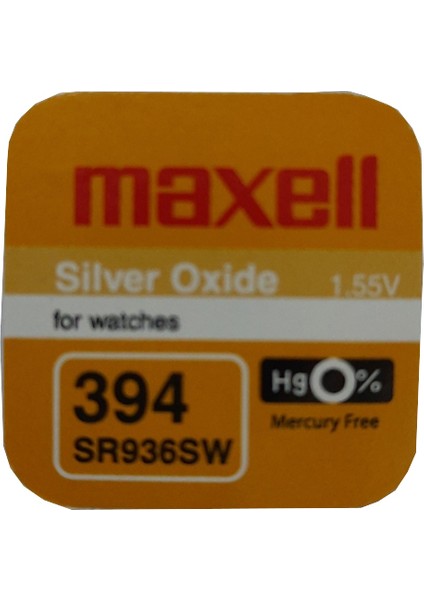 maxell
Silver Oxide 1.55V
for watches
394
SR936SW
Hg0%
Mercury Free